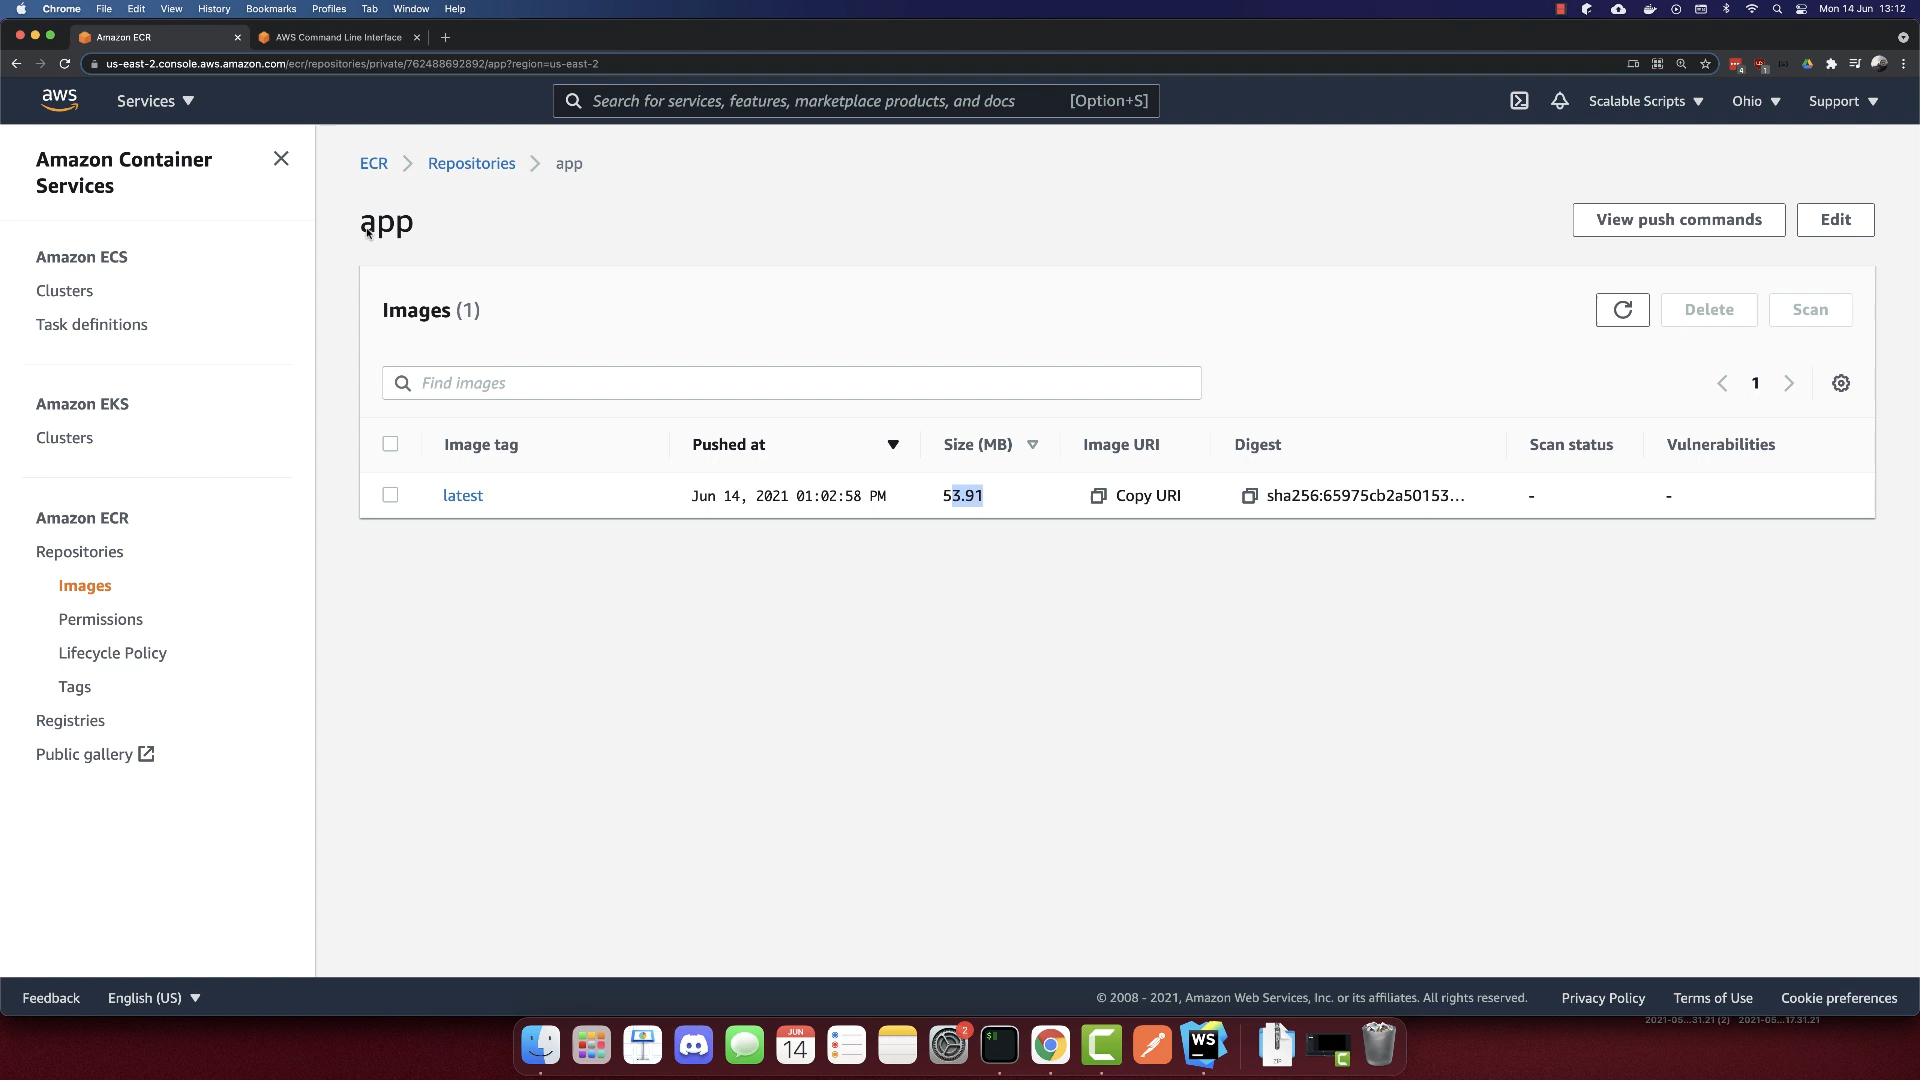 Chrome File Edit View History Bookmarks Profiles Tab Window Help Mon 14 Jun 13:12
Amazon ECR AWS Command Line Interface
us-east-2.console.aws.amazon.com/ecr/repositories/private/762488692892/app?region=us-east-2
aws Services Search for services, features, marketplace products, and docs [Option+S] Scalable Scripts Ohio Support
Amazon Container
Services
Amazon ECS
Clusters
Task definitions
Amazon EKS
Clusters
Amazon ECR
Repositories
Images
Permissions
Lifecycle Policy
Tags
Registries
Public gallery
ECR Repositories app
app
View push commands Edit
Images (1)
Delete Scan
Find images
1
Image tag Pushed at Size (MB) Image URI Digest Scan status Vulnerabilities
latest Jun 14, 2021 01:02:58 PM 53.91 Copy URI sha256:65975cb2a50153... - -
Feedback English (US) © 2008 - 2021, Amazon Web Services, Inc. or its affiliates. All rights reserved. Privacy Policy Terms of Use Cookie preferences
2021-05...31.21 (2) 2021-05...17.31.21
JUN
14
2
WS
ZIP